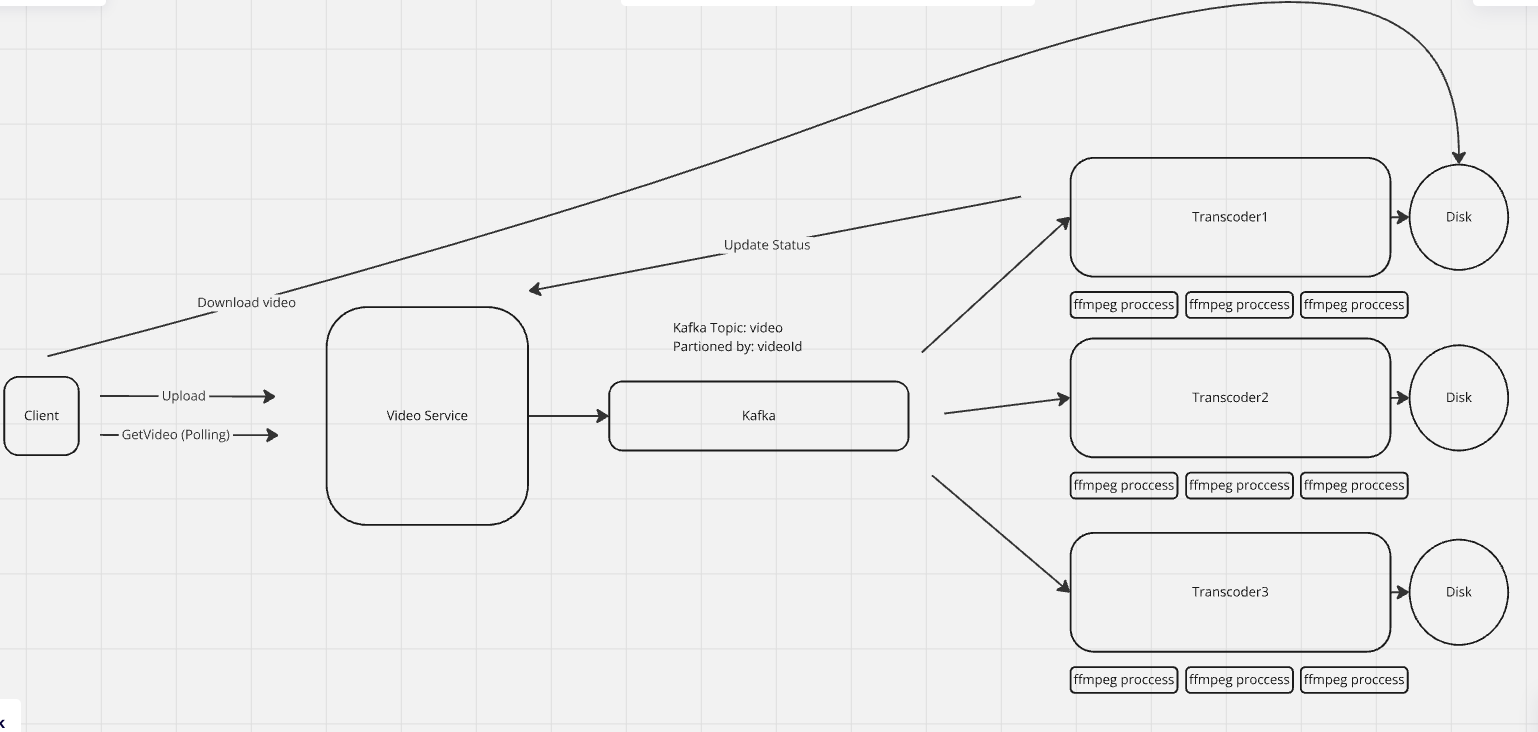 Download video
Update Status
Kafka Topic: video
Partioned by: videoId
Client
Upload
GetVideo (Polling)
Video Service
Kafka
Transcoder1
Disk
ffmpeg proccess
ffmpeg proccess
ffmpeg proccess
Transcoder2
Disk
ffmpeg proccess
ffmpeg proccess
ffmpeg proccess
Transcoder3
Disk
ffmpeg proccess
ffmpeg proccess
ffmpeg proccess